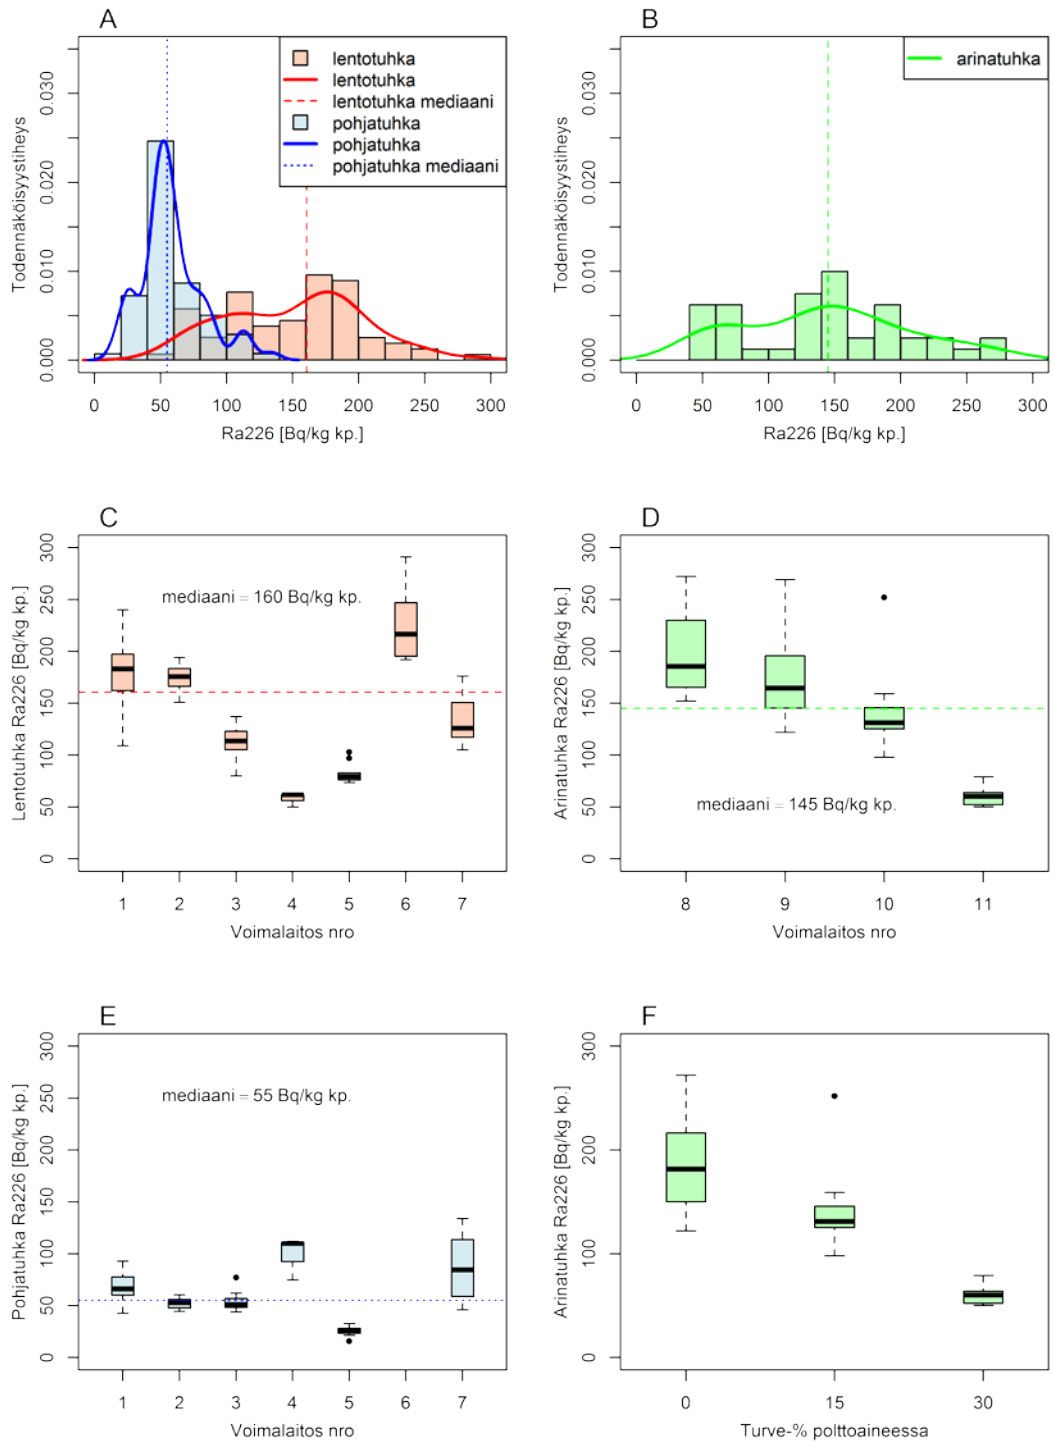 A
Todennäköisyystiheys
0.000 0.010 0.020 0.030
lentotuhka
lentotuhka
lentotuhka mediaani
pohjatuhka
pohjatuhka
pohjatuhka mediaani
0 50 100 150 200 250 300
Ra226 [Bq/kg kp.]
B
Todennäköisyystiheys
0.000 0.010 0.020 0.030
arinatuhka
0 50 100 150 200 250 300
Ra226 [Bq/kg kp.]
C
Lentotuhka Ra226 [Bq/kg kp.]
0 50 100 150 200 250 300
mediaani = 160 Bq/kg kp.
1 2 3 4 5 6 7
Voimalaitos nro
D
Arinatuhka Ra226 [Bq/kg kp.]
0 50 100 150 200 250 300
mediaani = 145 Bq/kg kp.
8 9 10 11
Voimalaitos nro
E
Pohjatuhka Ra226 [Bq/kg kp.]
0 50 100 150 200 250 300
mediaani = 55 Bq/kg kp.
1 2 3 4 5 6 7
Voimalaitos nro
F
Arinatuhka Ra226 [Bq/kg kp.]
0 100 200 300
0 15 30
Turve-% polttoaineessa